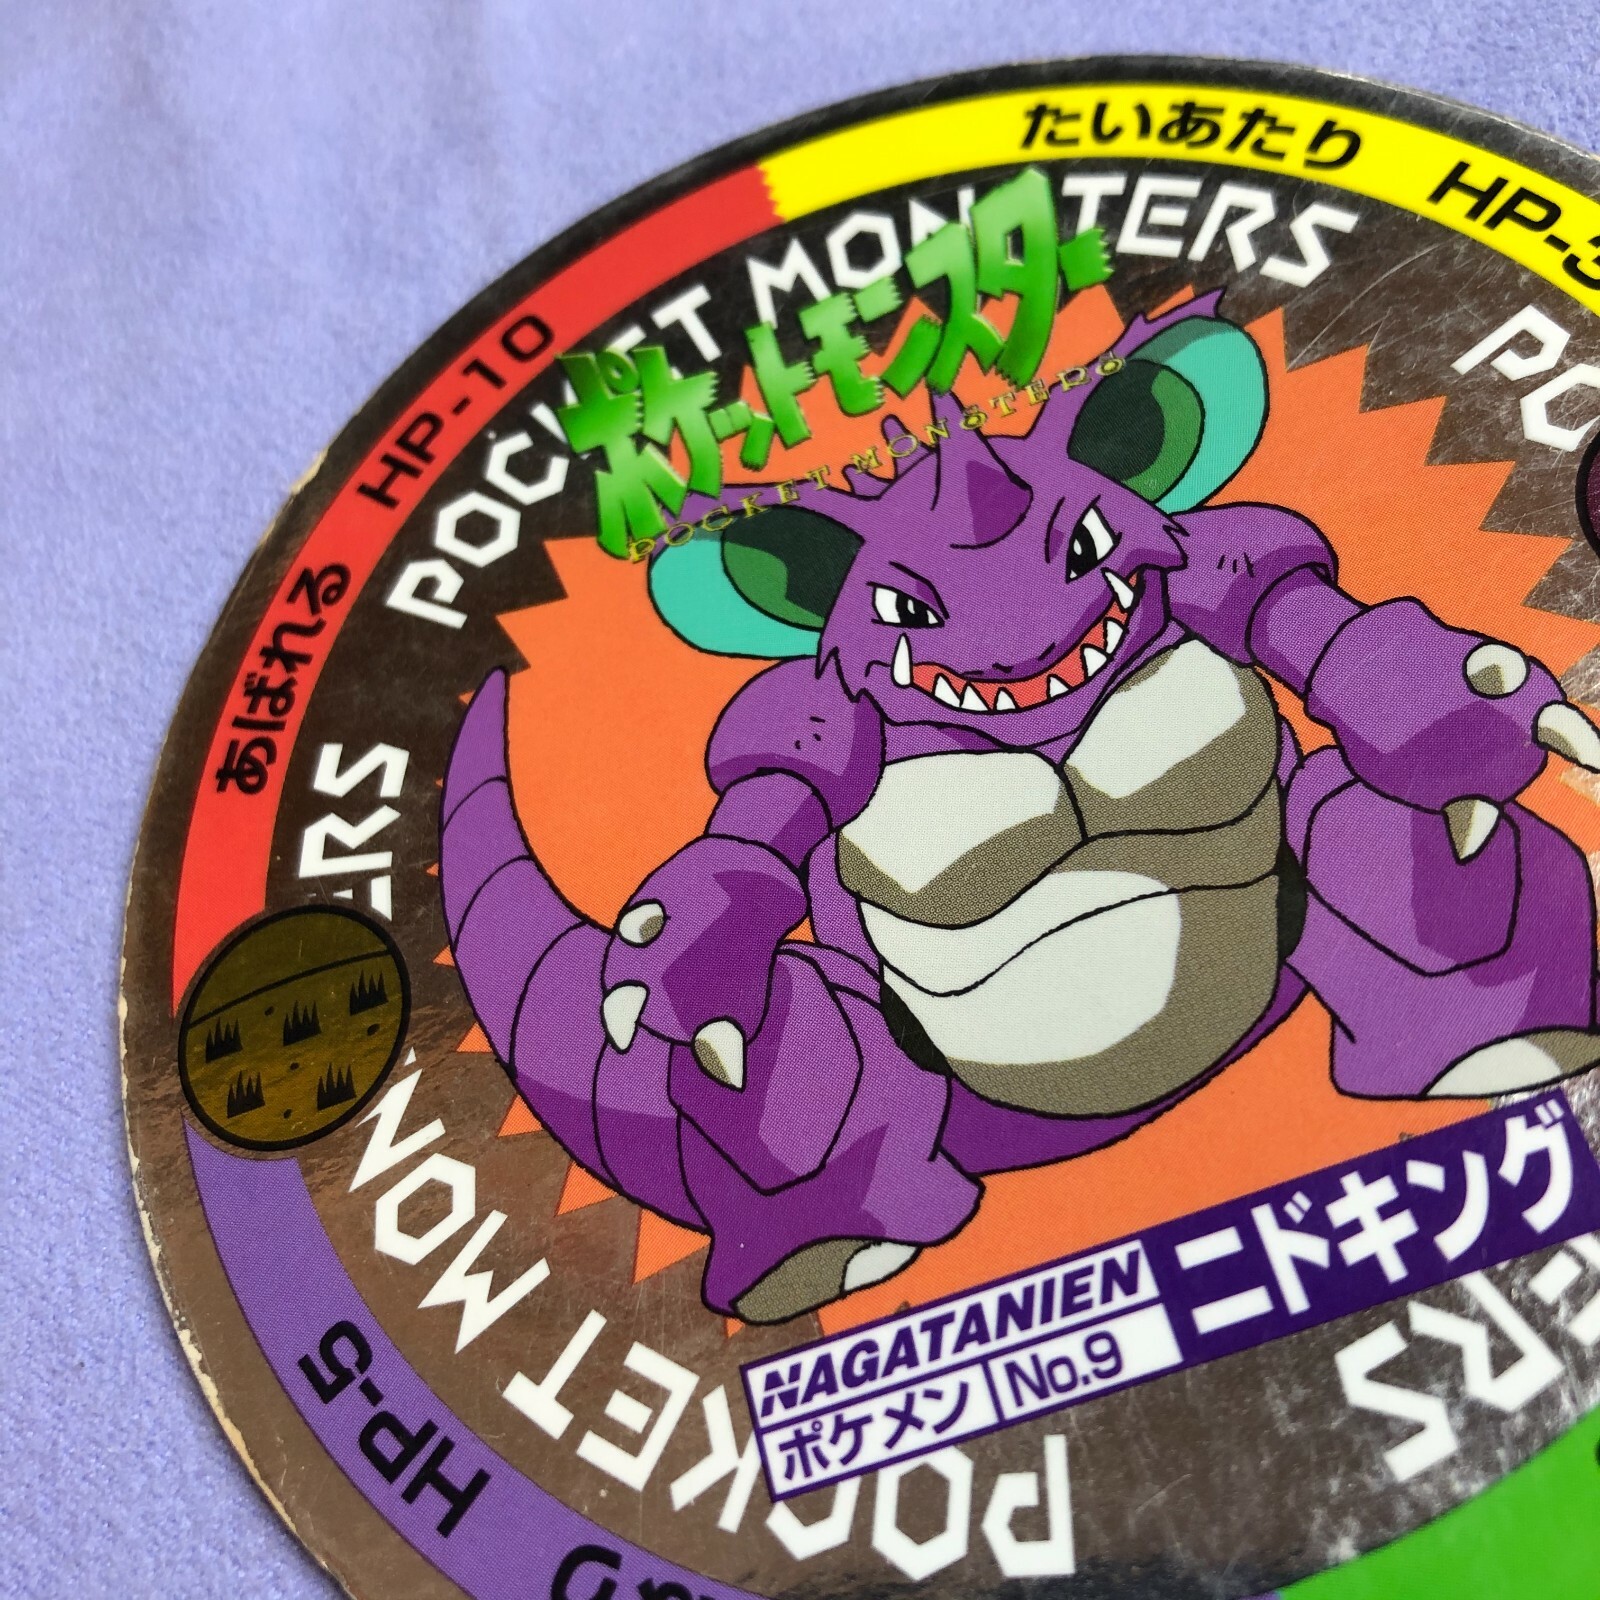 たいあたり HP-5
あばれる HP-10
POCKET MONSTERS
ポケットモンスター
POCKET MONSTERS
NAGATANIEN
ポケメン No.9
ニドキング
HP-5
POCKET MON
ERS